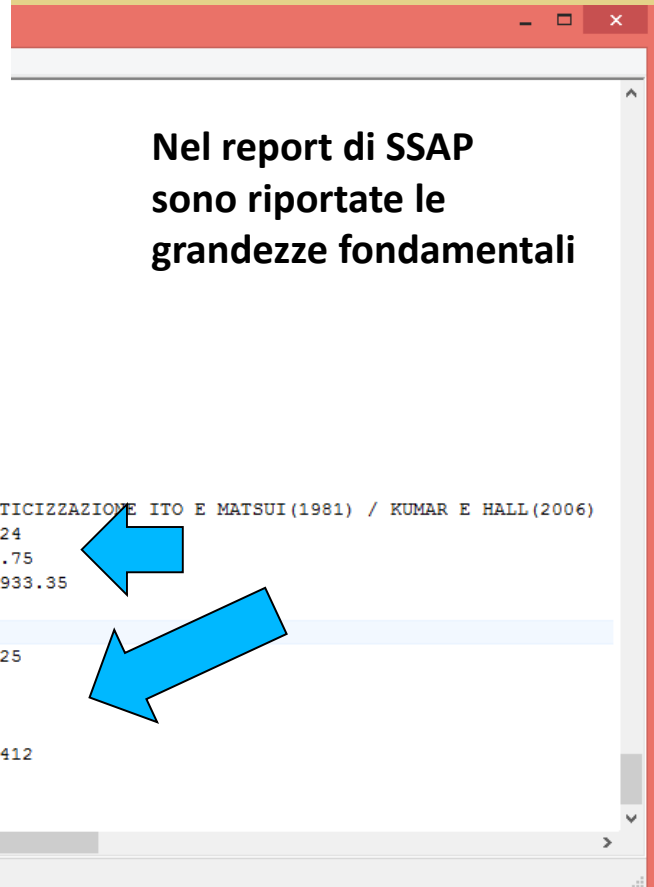 Nel report di SSAP
sono riportate le
grandezze fondamentali
TICIZZAZIONE ITO E MATSUI(1981) / KUMAR E HALL(2006)
24
.75
933.35
25
412